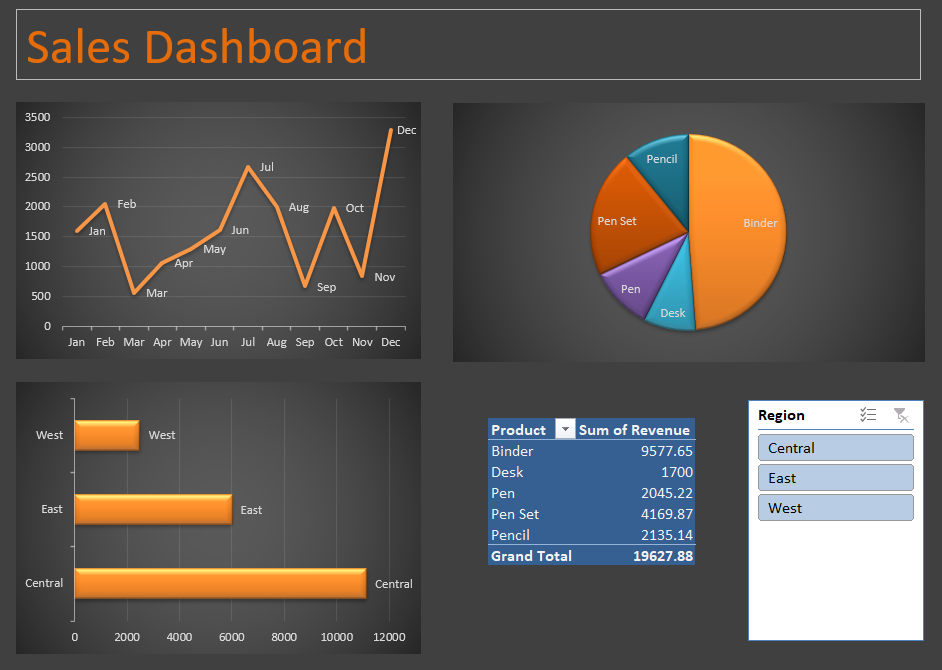 Sales Dashboard
3500
3000
2500
2000
1500
1000
500
0
Jan
Feb
Mar
Apr
May
Jun
Jul
Aug
Sep
Oct
Nov
Dec
Jan Feb Mar Apr May Jun Jul Aug Sep Oct Nov Dec
Pencil
Binder
Pen Set
Pen
Desk
West West
East East
Central Central
0 2000 4000 6000 8000 10000 12000
Product Sum of Revenue
Binder 9577.65
Desk 1700
Pen 2045.22
Pen Set 4169.87
Pencil 2135.14
Grand Total 19627.88
Region
Central
East
West